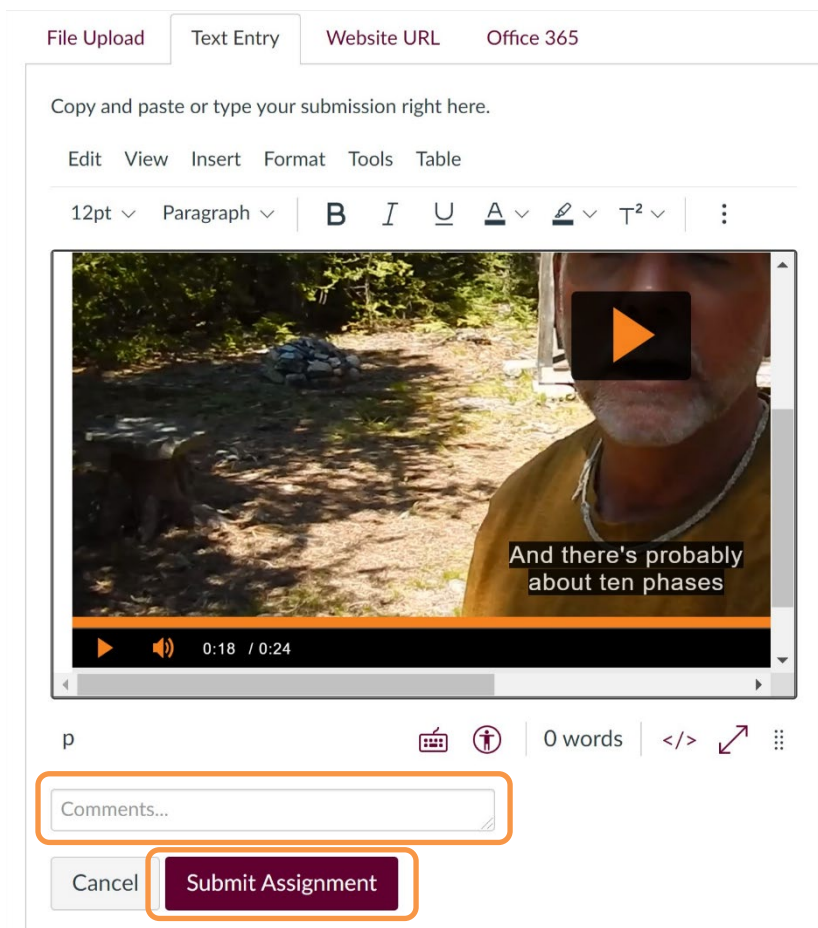 File Upload Text Entry Website URL Office 365
Copy and paste or type your submission right here.
Edit View Insert Format Tools Table
12pt Paragraph B I U A T²
And there's probably
about ten phases
0:18 / 0:24
p 0 words </>
Comments...
Cancel Submit Assignment